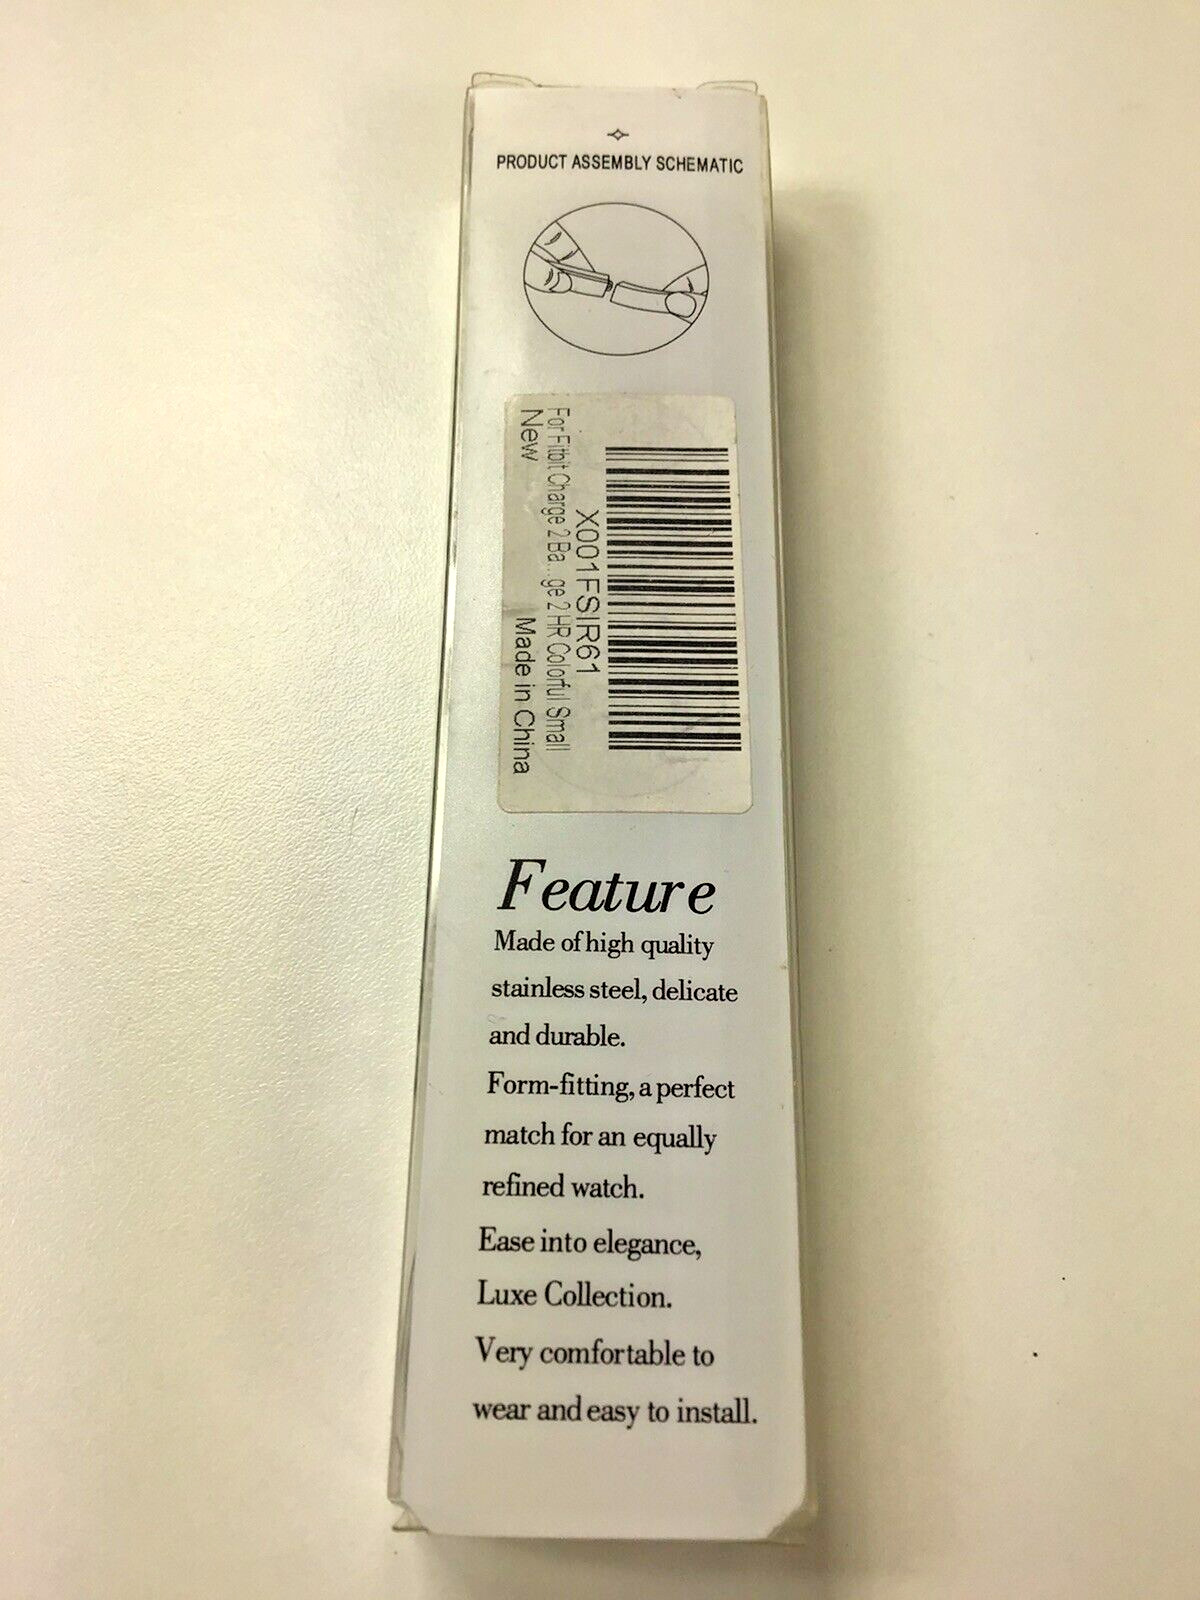 PRODUCT ASSEMBLY SCHEMATIC
X001FSIR61
For Fitbit Charge 2 Ba...ge 2 HR Colorful Small
New
Made in China
Feature
Made of high quality
stainless steel, delicate
and durable.
Form-fitting, a perfect
match for an equally
refined watch.
Ease into elegance,
Luxe Collection.
Very comfortable to
wear and easy to install.